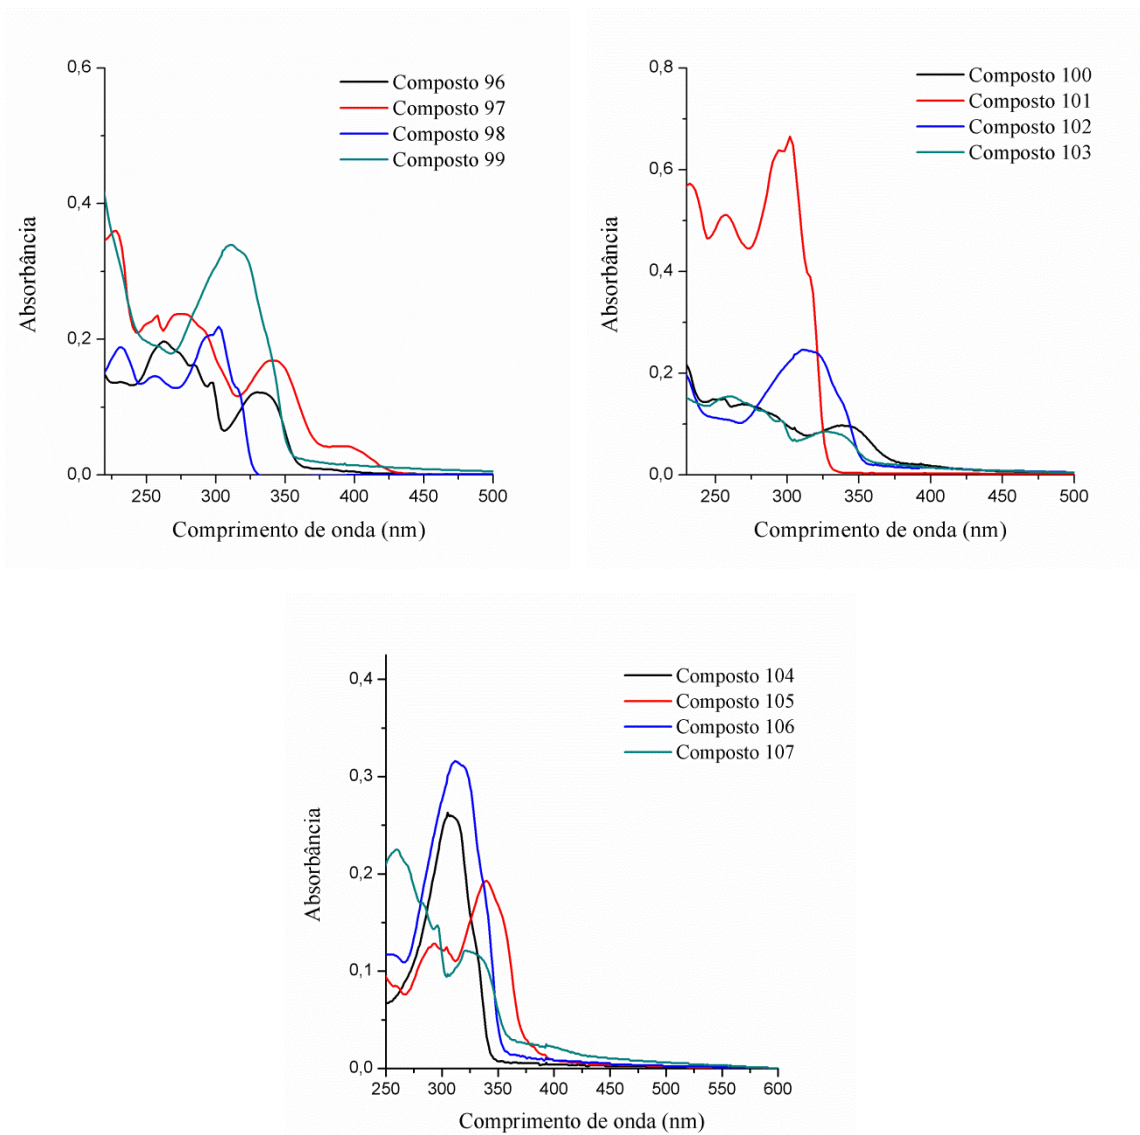 0,6
0,4
0,2
0,0
Absorbância
Composto 96
Composto 97
Composto 98
Composto 99
250 300 350 400 450 500
Comprimento de onda (nm)
0,8
0,6
0,4
0,2
0,0
Absorbância
Composto 100
Composto 101
Composto 102
Composto 103
250 300 350 400 450 500
Comprimento de onda (nm)
0,4
0,3
0,2
0,1
0,0
Absorbância
Composto 104
Composto 105
Composto 106
Composto 107
250 300 350 400 450 500 550 600
Comprimento de onda (nm)